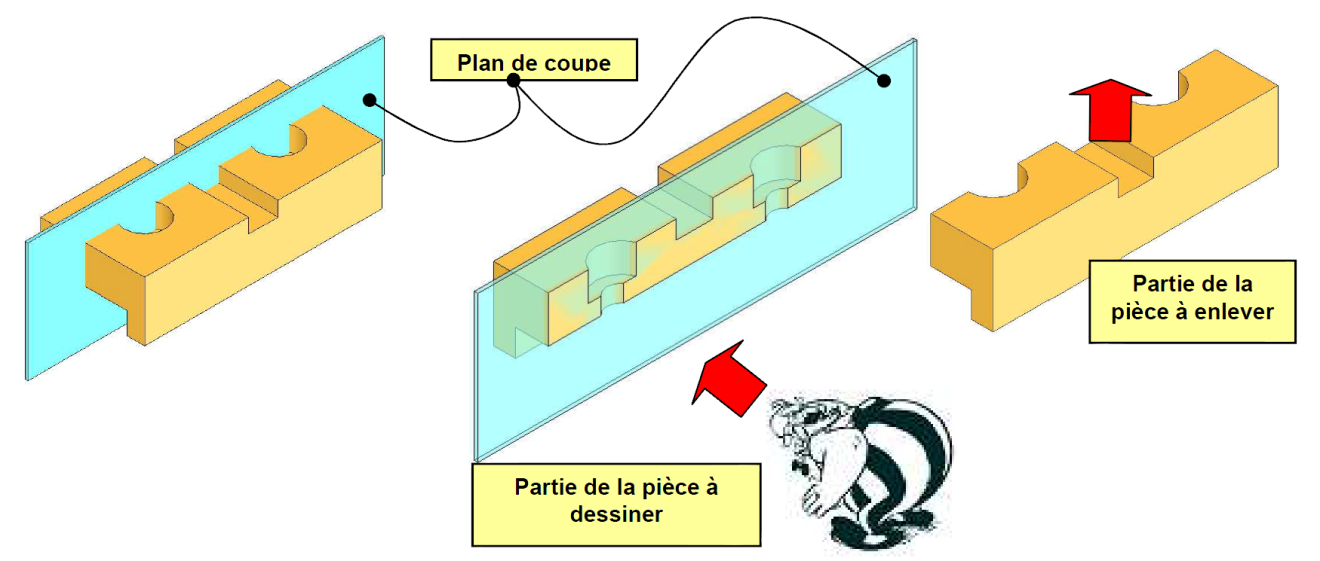 Plan de coupe
Partie de la
pièce à enlever
Partie de la pièce à
dessiner